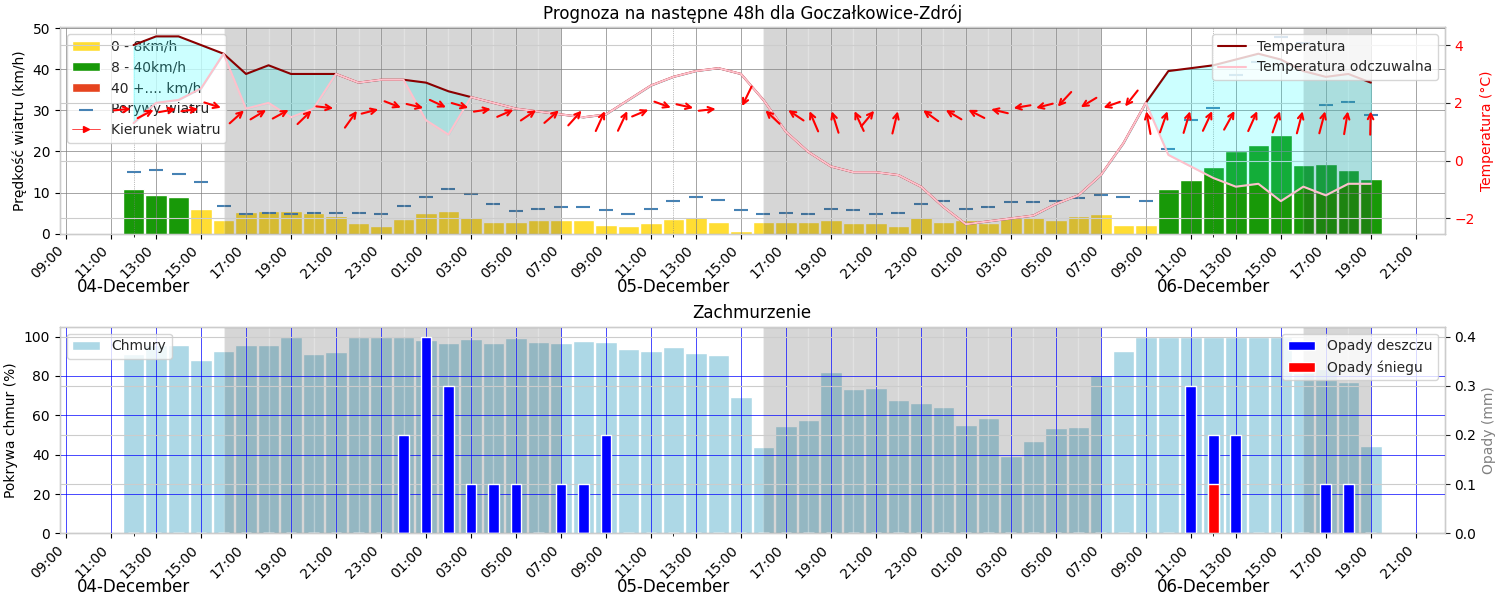 Prognoza na następne 48h dla Goczałkowice-Zdrój
Prędkość wiatru (km/h)
50
40
30
20
10
0
0 - 8km/h
8 - 40km/h
40 +.... km/h
Porywy wiatru
Kierunek wiatru
Temperatura
Temperatura odczuwalna
4
2
0
−2
Temperatura (°C)
09:00 11:00 13:00 15:00 17:00 19:00 21:00 23:00 01:00 03:00 05:00 07:00 09:00 11:00 13:00 15:00 17:00 19:00 21:00 23:00 01:00 03:00 05:00 07:00 09:00 11:00 13:00 15:00 17:00 19:00 21:00
04-December 05-December 06-December
Zachmurzenie
Pokrywa chmur (%)
100
80
60
40
20
0
Chmury
Opady deszczu
Opady śniegu
0.4
0.3
0.2
0.1
0.0
Opady (mm)
09:00 11:00 13:00 15:00 17:00 19:00 21:00 23:00 01:00 03:00 05:00 07:00 09:00 11:00 13:00 15:00 17:00 19:00 21:00 23:00 01:00 03:00 05:00 07:00 09:00 11:00 13:00 15:00 17:00 19:00 21:00
04-December 05-December 06-December